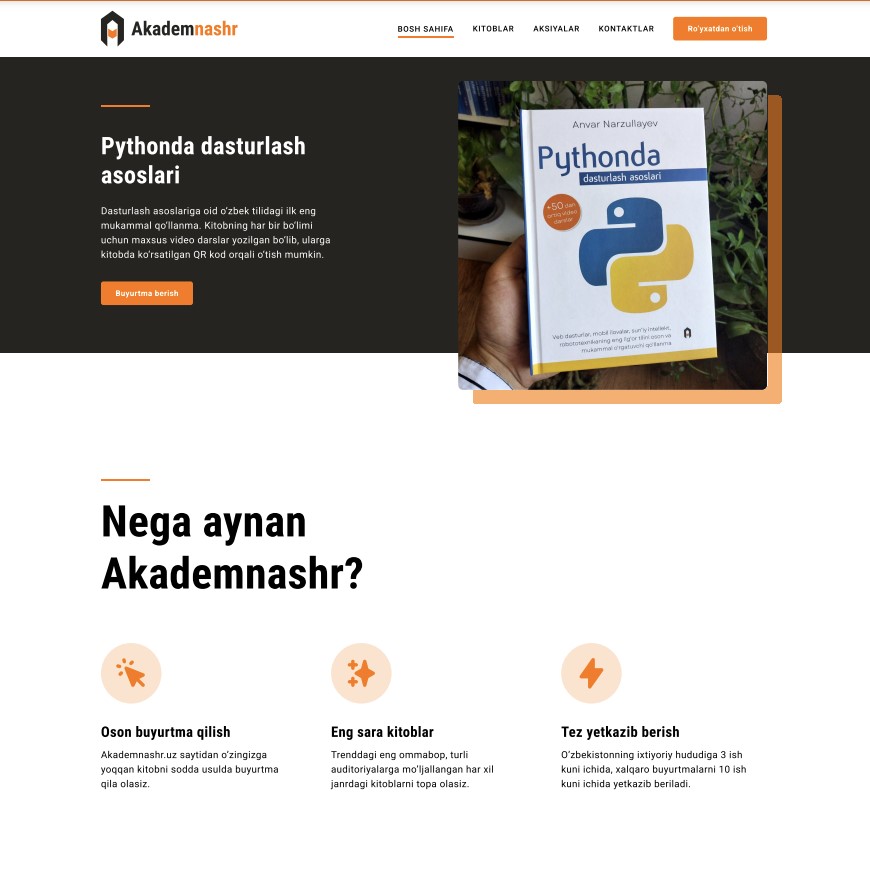 Akademnashr
BOSH SAHIFA
KITOBLAR
AKSIYALAR
KONTAKTLAR
Ro'yxatdan o'tish
Pythonda dasturlash
asoslari
Dasturlash asoslariga oid o'zbek tilidagi ilk eng
mukammal qo'llanma. Kitobning har bir bo'limi
uchun maxsus video darslar yozilgan bo'lib, ularga
kitobda ko'rsatilgan QR kod orqali o'tish mumkin.
Buyurtma berish
Anvar Narzullayev
Pythonda
dasturlash asoslari
+50 dan
ortiq video
darslar
Veb dasturlar, mobil ilovalar, sun'iy intellekt,
robototexnikaning eng ilg'or tilini oson va
mukammal o'rgatuvchi qo'llanma
Nega aynan
Akademnashr?
Oson buyurtma qilish
Akademnashr.uz saytidan o'zingizga
yoqqan kitobni sodda usulda buyurtma
qila olasiz.
Eng sara kitoblar
Trenddagi eng ommabop, turli
auditoriyalarga mo'ljallangan har xil
janrdagi kitoblarni topa olasiz.
Tez yetkazib berish
O'zbekistonning ixtiyoriy hududiga 3 ish
kuni ichida, xalqaro buyurtmalarni 10 ish
kuni ichida yetkazib beriladi.